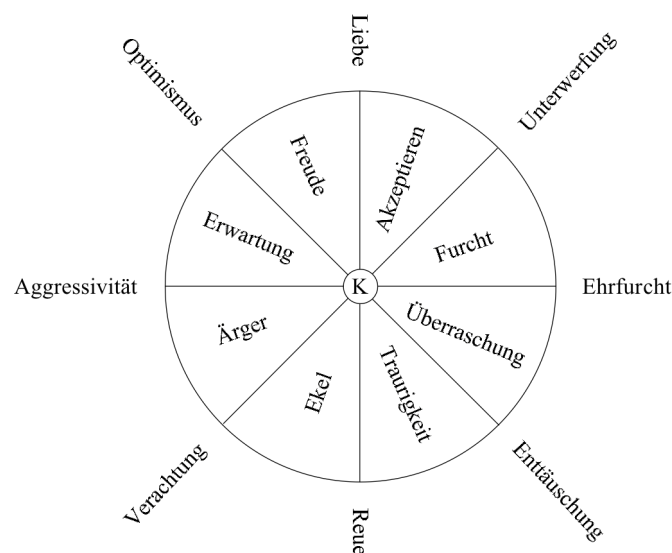 Liebe
Optimismus
Unterwerfung
Freude
Akzeptieren
Erwartung
Furcht
Aggressivität
K
Ehrfurcht
Ärger
Überraschung
Ekel
Traurigkeit
Verachtung
Enttäuschung
Reue